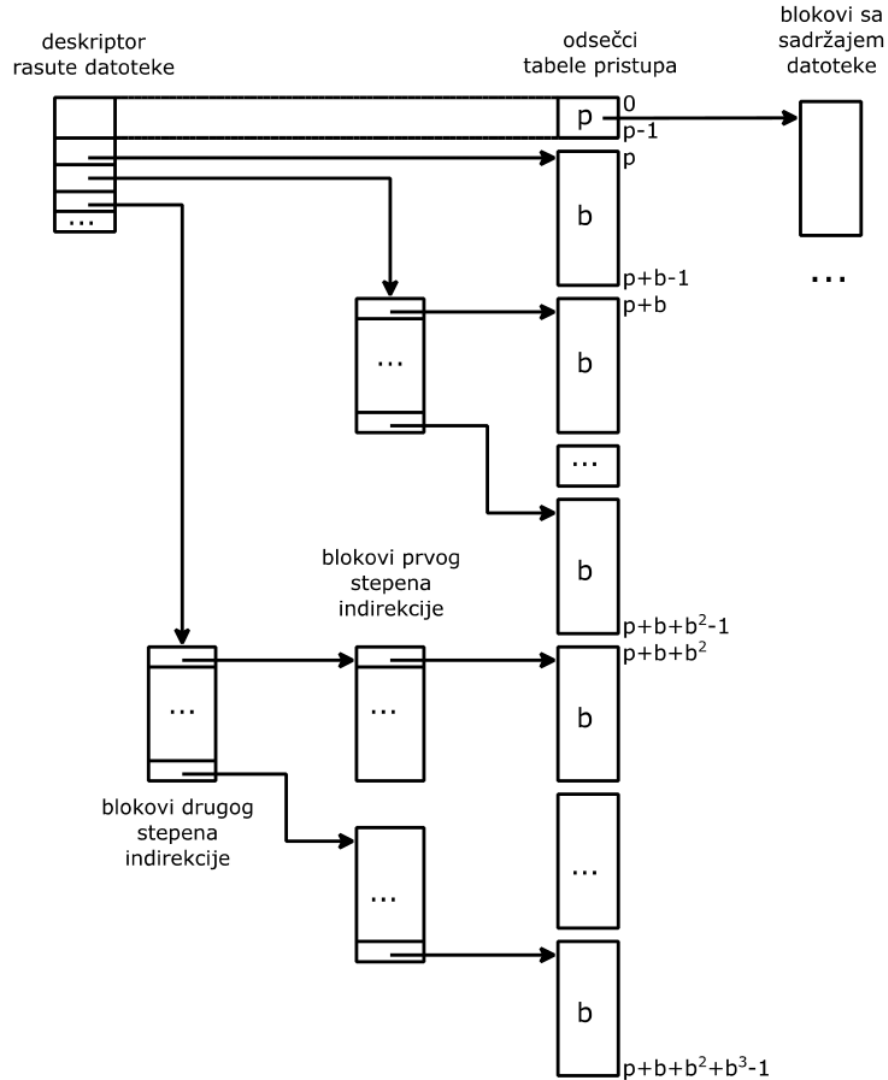 deskriptor
rasute datoteke
odsečci
tabele pristupa
blokovi sa
sadržajem
datoteke
p
0
p-1
p
b
p+b-1
...
...
p+b
b
...
...
b
blokovi prvog
stepena
indirekcije
p+b+b²-1
p+b+b²
...
...
b
blokovi drugog
stepena
indirekcije
...
...
b
p+b+b²+b³-1